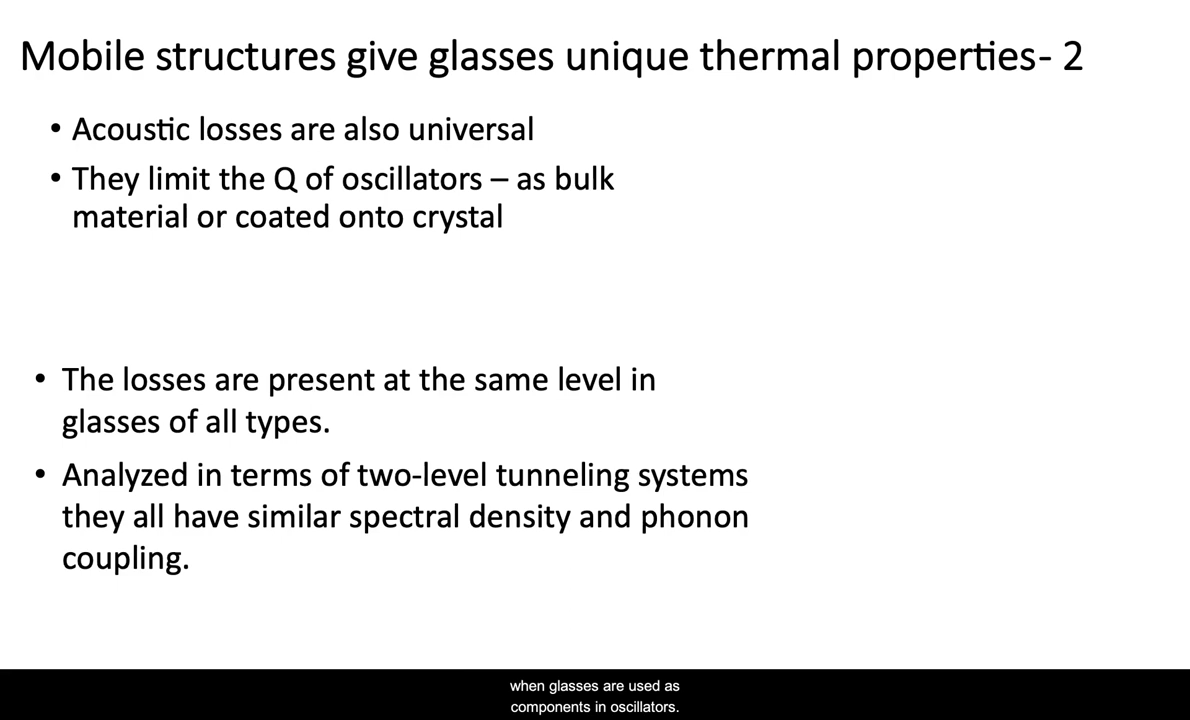 Mobile structures give glasses unique thermal properties- 2
• Acoustic losses are also universal
• They limit the Q of oscillators – as bulk
material or coated onto crystal
• The losses are present at the same level in
glasses of all types.
• Analyzed in terms of two-level tunneling systems
they all have similar spectral density and phonon
coupling.
when glasses are used as
components in oscillators.